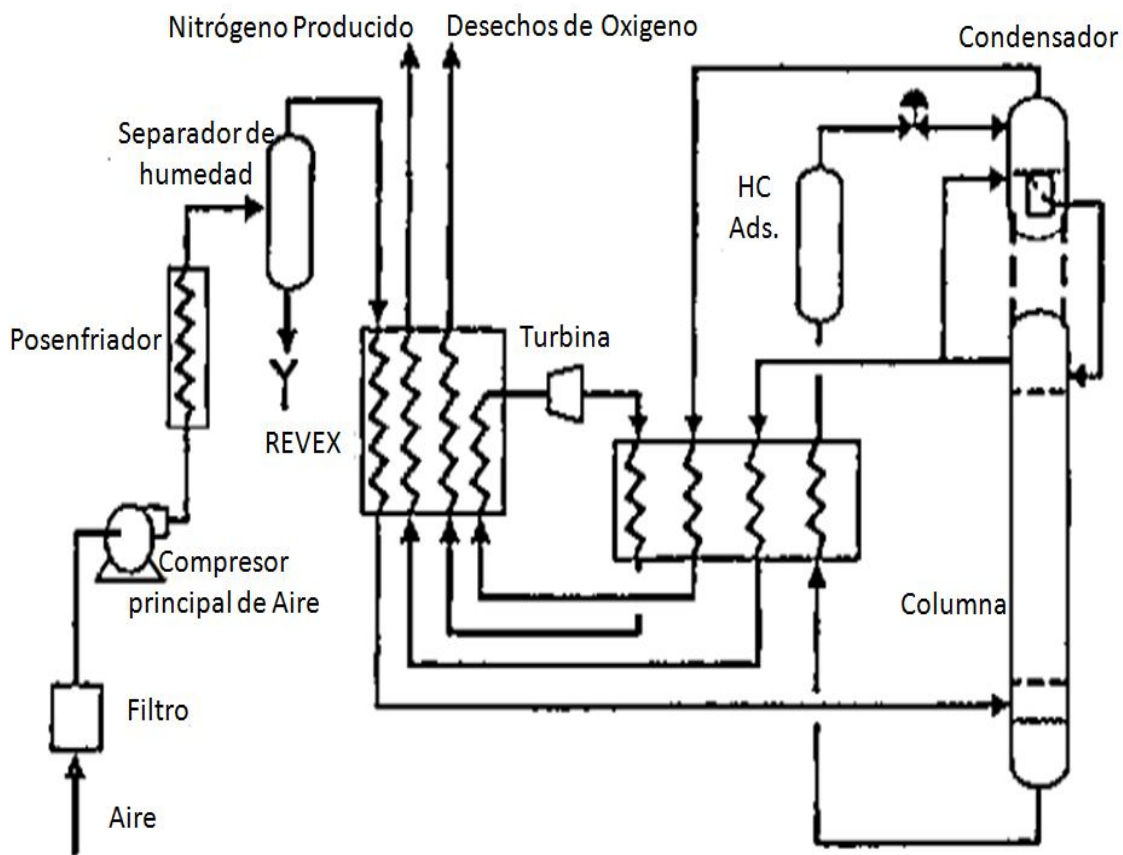 Nitrógeno Producido
Desechos de Oxigeno
Condensador
Separador de
humedad
HC
Ads.
Posenfriador
Turbina
REVEX
Compresor
principal de Aire
Columna
Filtro
Aire